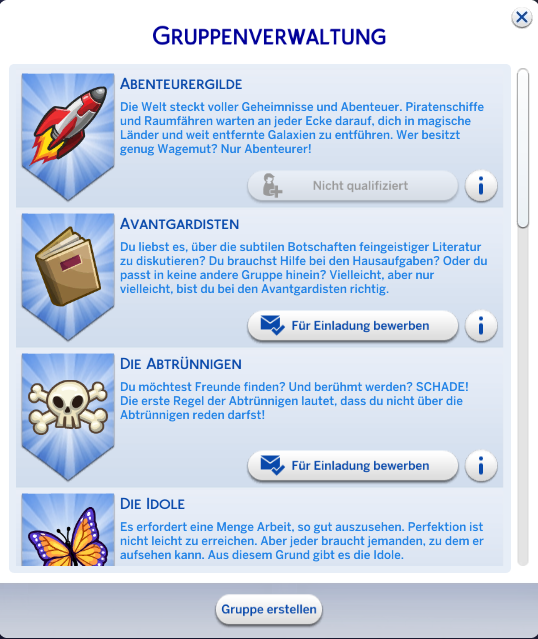 Gruppenverwaltung
Abenteurergilde
Die Welt steckt voller Geheimnisse und Abenteuer. Piratenschiffe
und Raumfähren warten an jeder Ecke darauf, dich in magische
Länder und weit entfernte Galaxien zu entführen. Wer besitzt
genug Wagemut? Nur Abenteurer!
Nicht qualifiziert
Avantgardisten
Du liebst es, über die subtilen Botschaften feingeistiger Literatur
zu diskutieren? Du brauchst Hilfe bei den Hausaufgaben? Oder du
passt in keine andere Gruppe hinein? Vielleicht, aber nur
vielleicht, bist du bei den Avantgardisten richtig.
Für Einladung bewerben
Die Abtrünnigen
Du möchtest Freunde finden? Und berühmt werden? SCHADE!
Die erste Regel der Abtrünnigen lautet, dass du nicht über die
Abtrünnigen reden darfst!
Für Einladung bewerben
Die Idole
Es erfordert eine Menge Arbeit, so gut auszusehen. Perfektion ist
nicht leicht zu erreichen. Aber jeder braucht jemanden, zu dem er
aufsehen kann. Aus diesem Grund gibt es die Idole.
Gruppe erstellen